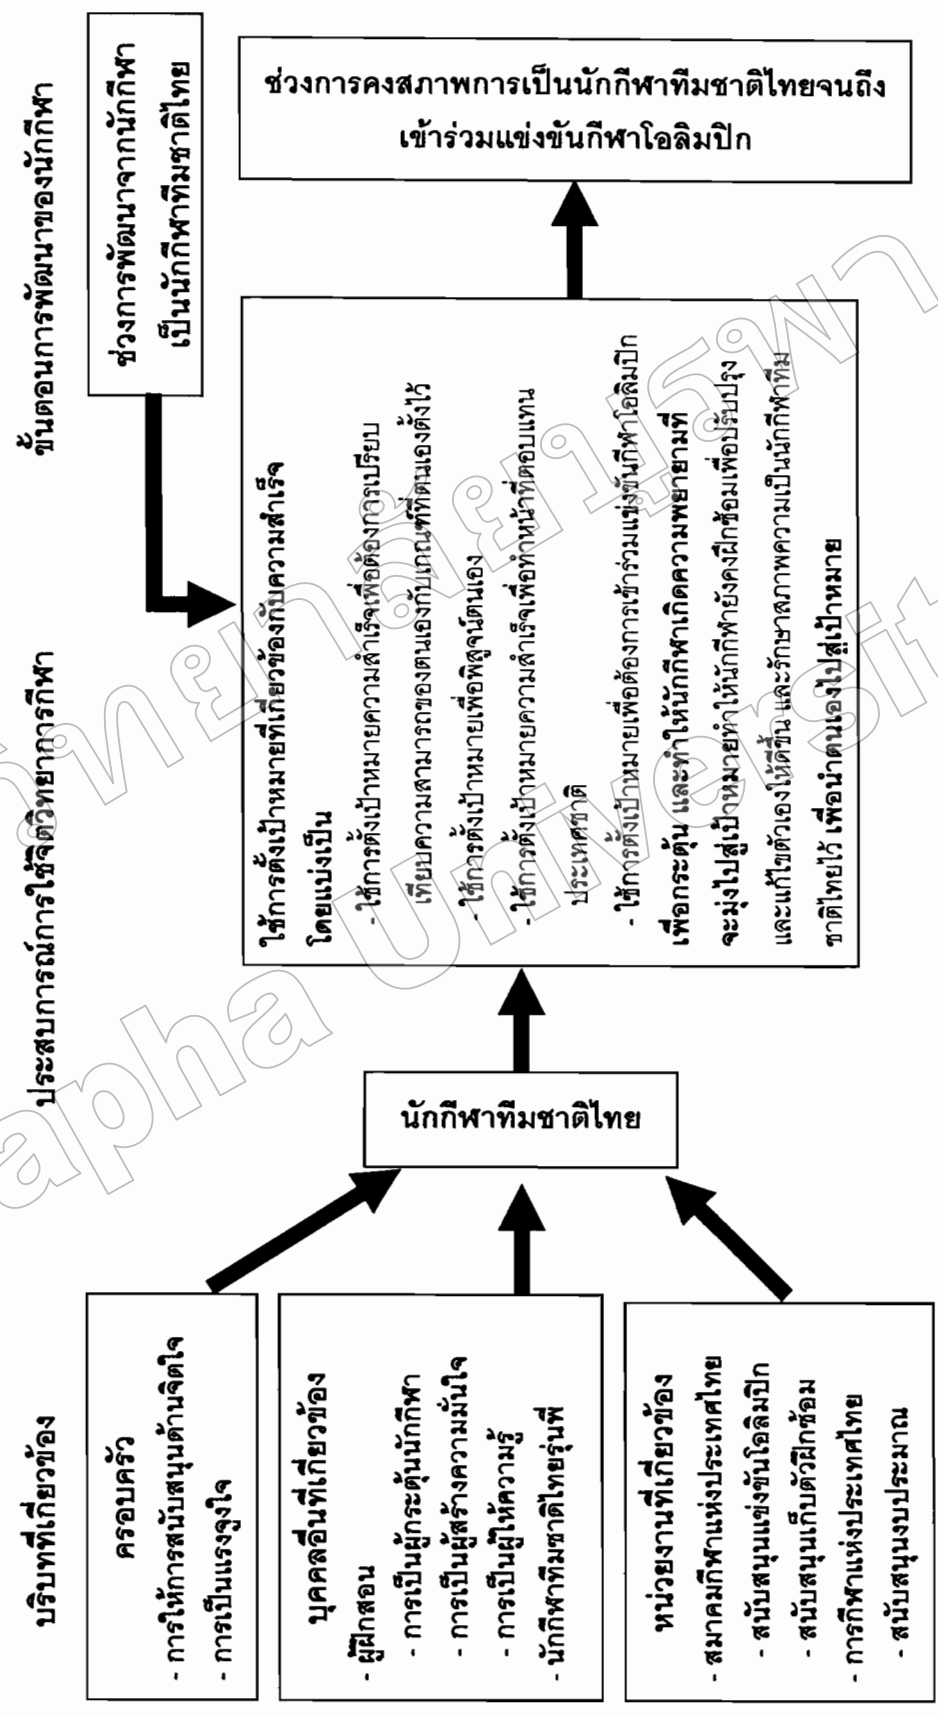 บริบทที่เกี่ยวข้อง
ประสบการณ์การใช้จิตวิทยาการกีฬา
ขั้นตอนการพัฒนาของนักกีฬา
ครอบครัว
- การให้การสนับสนุนด้านจิตใจ
- การเป็นแรงจูงใจ
บุคคลอื่นที่เกี่ยวข้อง
- ผู้ฝึกสอน
- การเป็นผู้กระตุ้นนักกีฬา
- การเป็นผู้สร้างความมั่นใจ
- การเป็นผู้ให้ความรู้
- นักกีฬาทีมชาติไทยรุ่นพี่
หน่วยงานที่เกี่ยวข้อง
- สมาคมกีฬาแห่งประเทศไทย
- สนับสนุนแข่งขันโอลิมปิก
- สนับสนุนเก็บตัวฝึกซ้อม
- การกีฬาแห่งประเทศไทย
- สนับสนุนงบประมาณ
นักกีฬาทีมชาติไทย
ใช้การตั้งเป้าหมายที่เกี่ยวข้องกับความสำเร็จ
โดยแบ่งเป็น
- ใช้การตั้งเป้าหมายความสำเร็จเพื่อต้องการเปรียบ
เทียบความสามารถของตนเองกับเกณฑ์ที่ตนเองตั้งไว้
- ใช้การตั้งเป้าหมายเพื่อพิสูจน์ตนเอง
- ใช้การตั้งเป้าหมายความสำเร็จเพื่อทำหน้าที่ตอบแทน
ประเทศชาติ
- ใช้การตั้งเป้าหมายเพื่อต้องการเข้าร่วมแข่งขันกีฬาโอลิมปิก
เพื่อกระตุ้น และทำให้นักกีฬาเกิดความพยายามที่
จะมุ่งไปสู่เป้าหมายทำให้นักกีฬายังคงฝึกซ้อมเพื่อปรับปรุง
และแก้ไขตัวเองให้ดีขึ้น และรักษาสภาพความเป็นนักกีฬาทีม
ชาติไทยไว้ เพื่อนำตนเองไปสู่เป้าหมาย
ช่วงการพัฒนาจากนักกีฬา
เป็นนักกีฬาทีมชาติไทย
ช่วงการคงสภาพการเป็นนักกีฬาทีมชาติไทยจนถึง
เข้าร่วมแข่งขันกีฬาโอลิมปิก